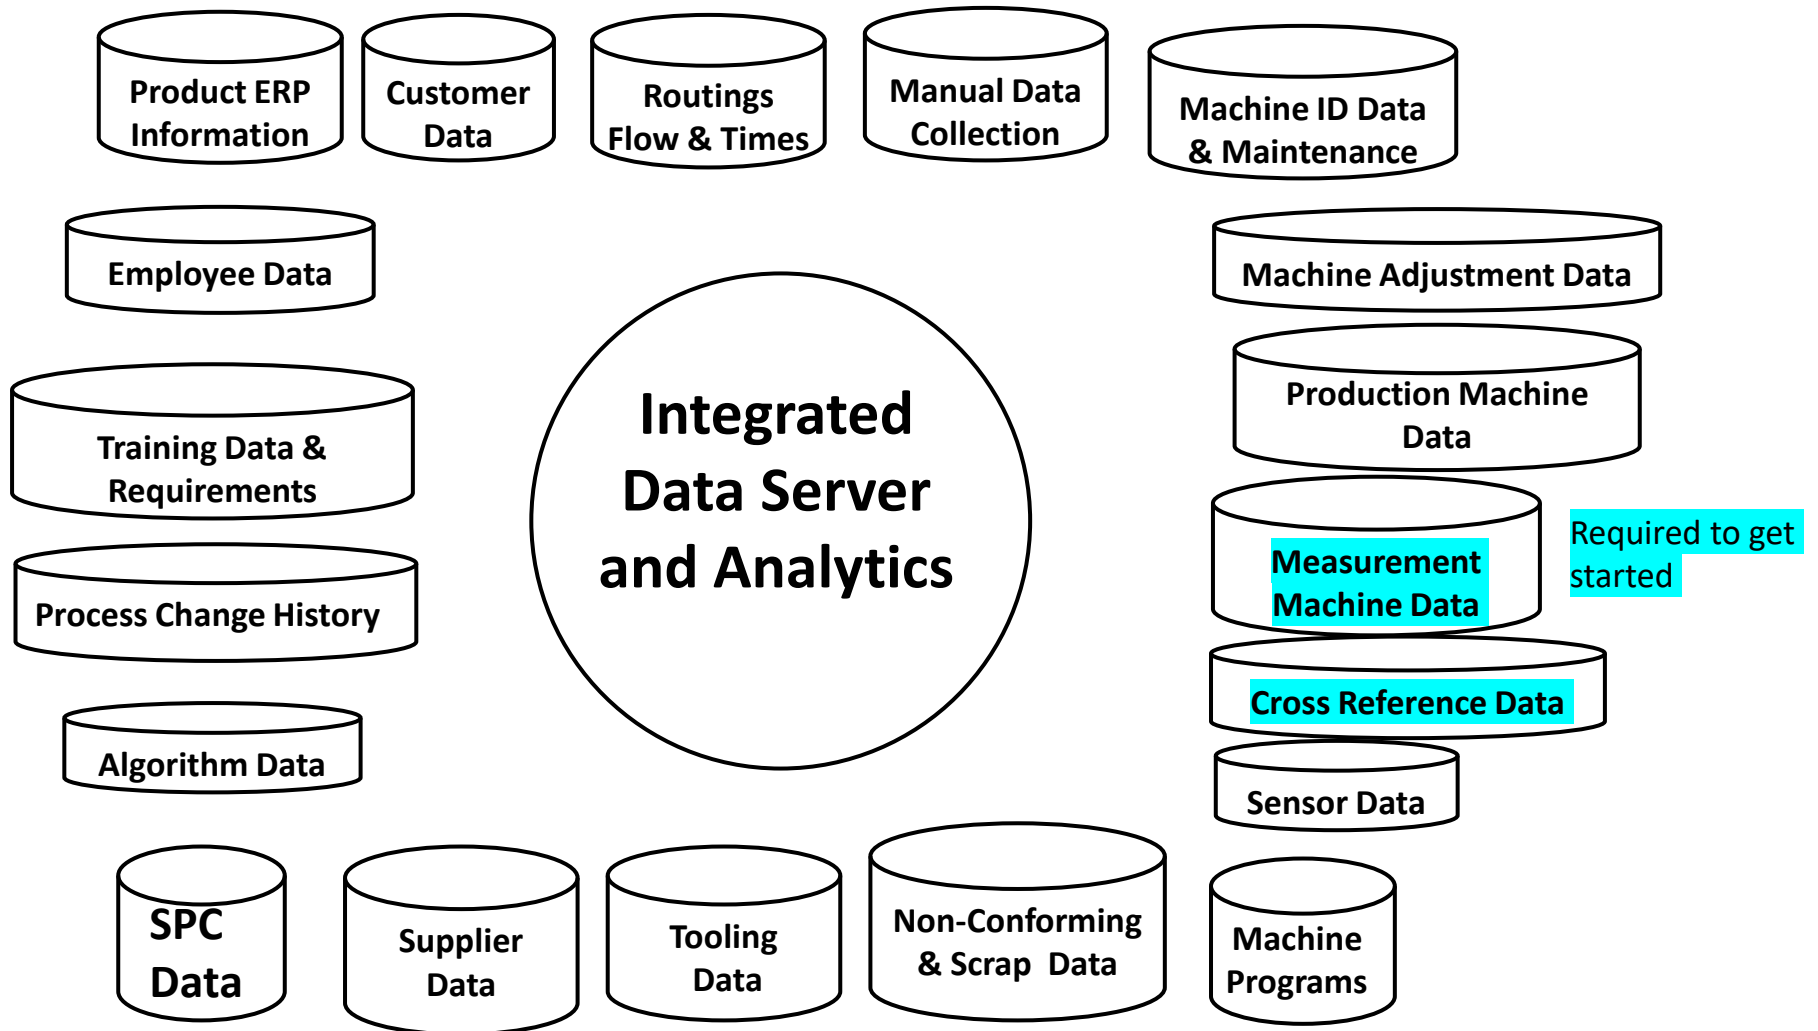 Product ERP
Information
Customer
Data
Routings
Flow & Times
Manual Data
Collection
Machine ID Data
& Maintenance
Employee Data
Machine Adjustment Data
Training Data &
Requirements
Integrated
Data Server
and Analytics
Production Machine
Data
Measurement
Machine Data
Required to get
started
Process Change History
Cross Reference Data
Algorithm Data
Sensor Data
SPC
Data
Supplier
Data
Tooling
Data
Non-Conforming
& Scrap Data
Machine
Programs